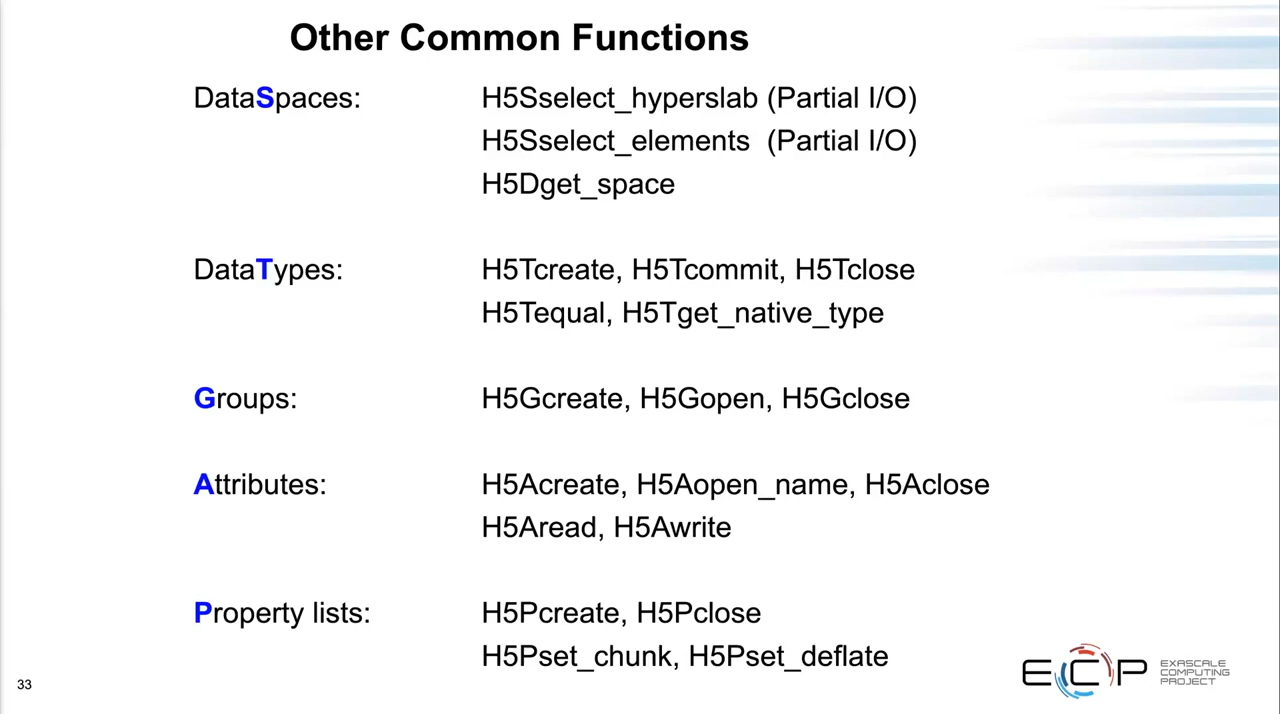 Other Common Functions
DataSpaces: H5Sselect_hyperslab (Partial I/O)
H5Sselect_elements (Partial I/O)
H5Dget_space
DataTypes: H5Tcreate, H5Tcommit, H5Tclose
H5Tequal, H5Tget_native_type
Groups: H5Gcreate, H5Gopen, H5Gclose
Attributes: H5Acreate, H5Aopen_name, H5Aclose
H5Aread, H5Awrite
Property lists: H5Pcreate, H5Pclose
H5Pset_chunk, H5Pset_deflate
33
ECP
EXASCALE
COMPUTING
PROJECT